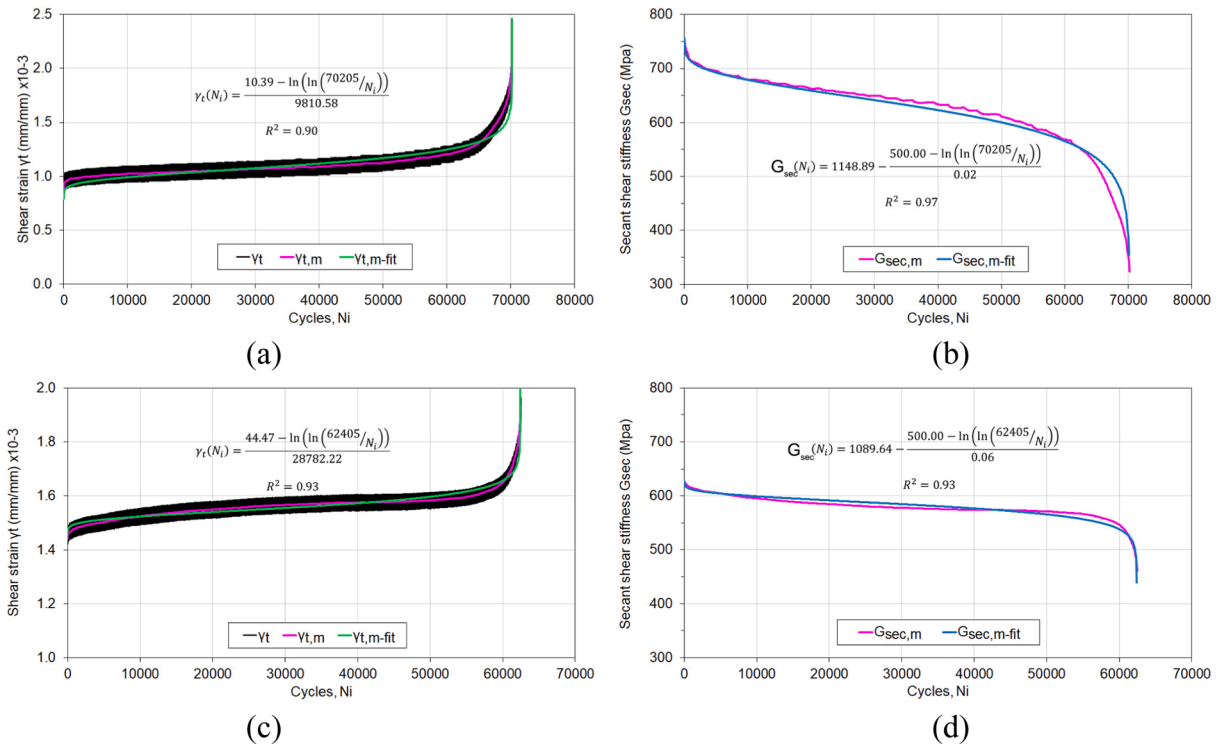 2.5
2.0
1.5
1.0
0.5
0.0
Shear strain γt (mm/mm) x10-3
γt(Ni) = (10.39 − ln(ln(70205/Ni))) / 9810.58
R² = 0.90
γt γt,m γt,m-fit
0 10000 20000 30000 40000 50000 60000 70000 80000
Cycles, Ni
(a)
800
700
600
500
400
300
Secant shear stiffness Gsec (Mpa)
Gsec(Ni) = 1148.89 − (500.00 − ln(ln(70205/Ni))) / 0.02
R² = 0.97
Gsec,m Gsec,m-fit
0 10000 20000 30000 40000 50000 60000 70000 80000
Cycles, Ni
(b)
2.0
1.8
1.6
1.4
1.2
1.0
Shear strain γt (mm/mm) x10-3
γt(Ni) = (44.47 − ln(ln(62405/Ni))) / 28782.22
R² = 0.93
γt γt,m γt,m-fit
0 10000 20000 30000 40000 50000 60000 70000
Cycles, Ni
(c)
800
700
600
500
400
300
Secant shear stiffness Gsec (Mpa)
Gsec(Ni) = 1089.64 − (500.00 − ln(ln(62405/Ni))) / 0.06
R² = 0.93
Gsec,m Gsec,m-fit
0 10000 20000 30000 40000 50000 60000 70000
Cycles, Ni
(d)